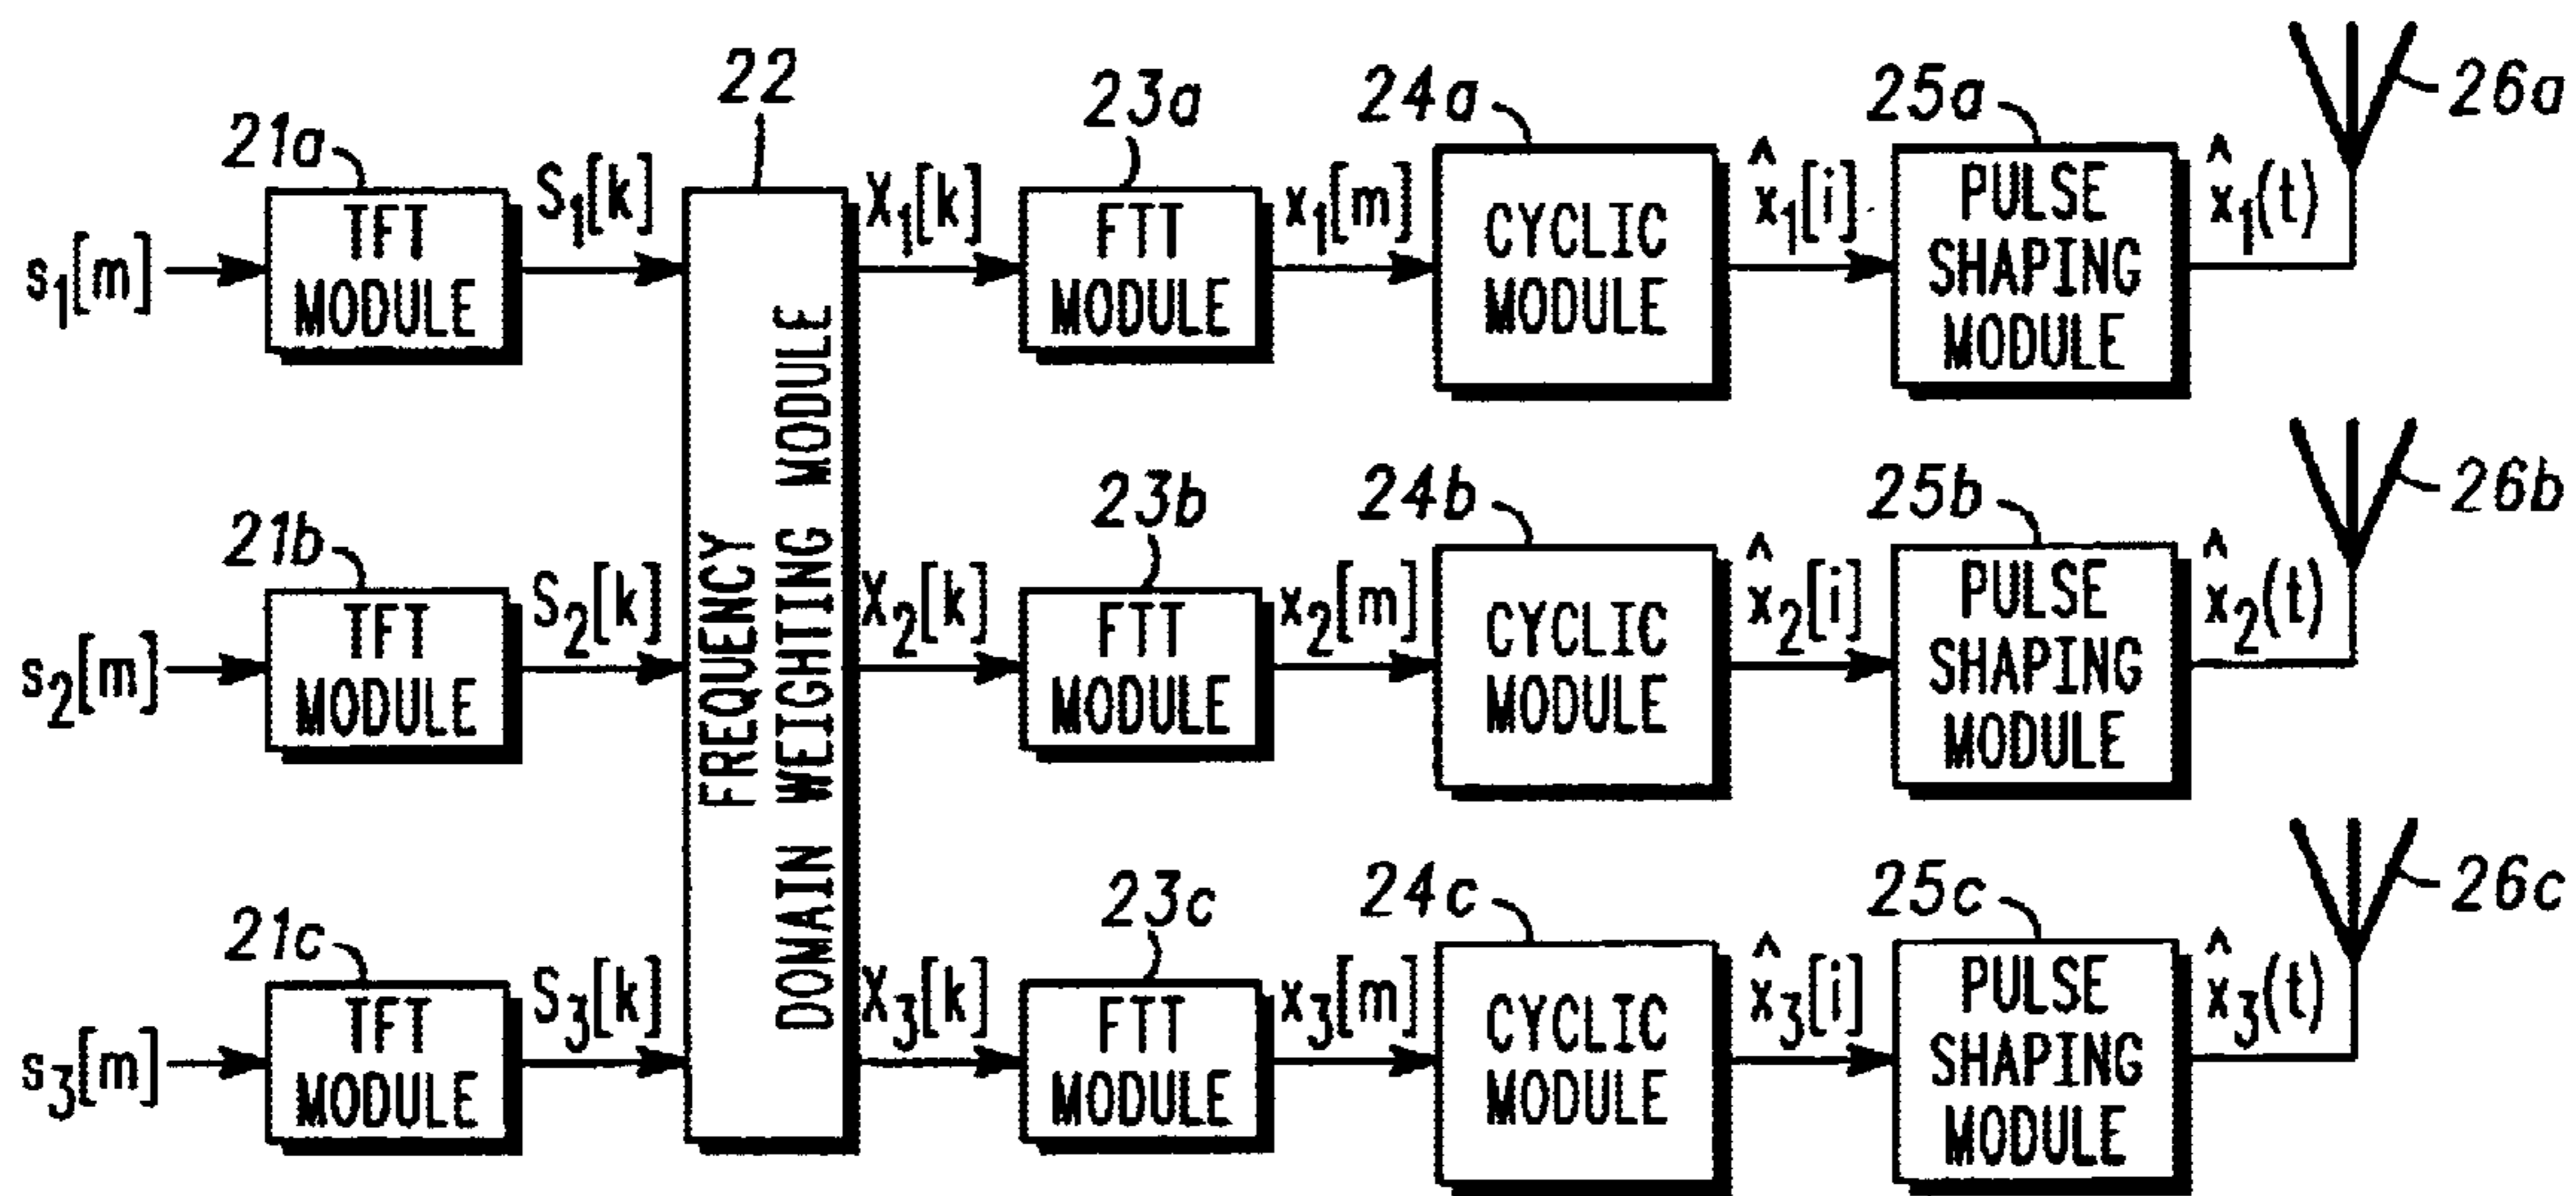 22
23a
24a
25a
26a
21a
s₁[m]
TFT
MODULE
S₁[k]
FREQUENCY
DOMAIN WEIGHTING MODULE
X₁[k]
FTT
MODULE
x₁[m]
CYCLIC
MODULE
x̂₁[i]
PULSE
SHAPING
MODULE
x̂₁(t)
21b
23b
24b
25b
26b
s₂[m]
TFT
MODULE
S₂[k]
X₂[k]
FTT
MODULE
x₂[m]
CYCLIC
MODULE
x̂₂[i]
PULSE
SHAPING
MODULE
x̂₂(t)
21c
23c
24c
25c
26c
s₃[m]
TFT
MODULE
S₃[k]
X₃[k]
FTT
MODULE
x₃[m]
CYCLIC
MODULE
x̂₃[i]
PULSE
SHAPING
MODULE
x̂₃(t)